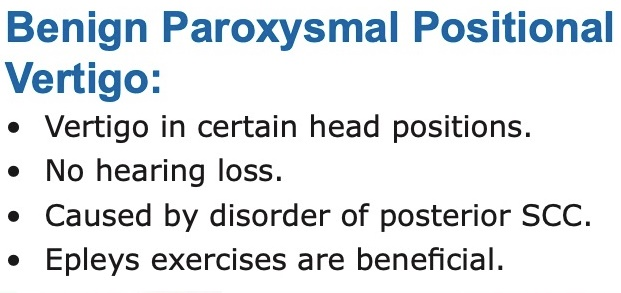 Benign Paroxysmal Positional
Vertigo:
• Vertigo in certain head positions.
• No hearing loss.
• Caused by disorder of posterior SCC.
• Epleys exercises are beneficial.